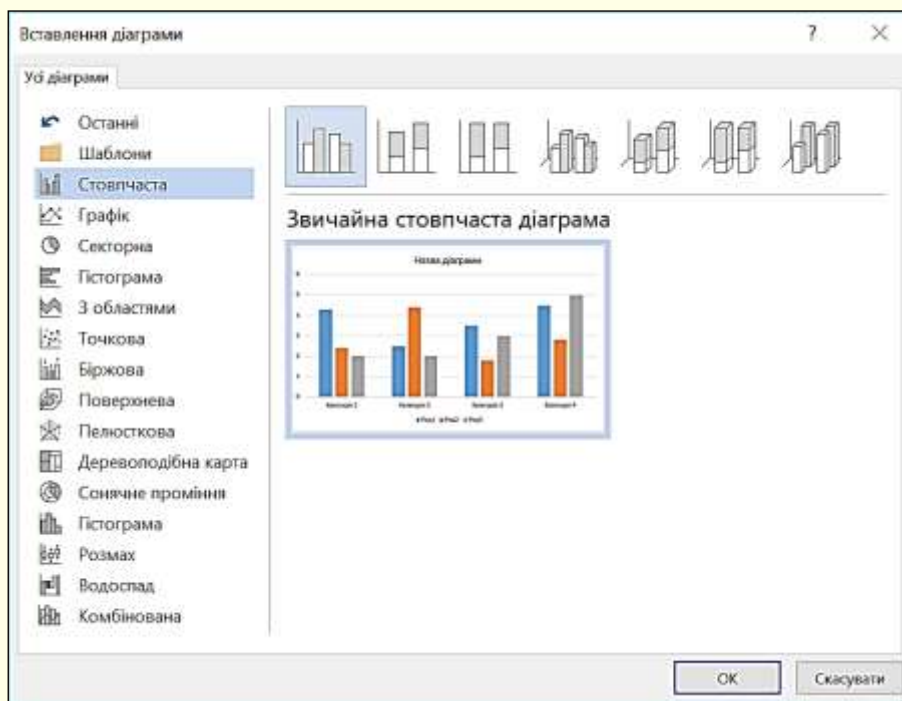 Вставлення діаграми
?
Усі діаграми
Останні
Шаблони
Стовпчаста
Графік
Секторна
Гістограма
З областями
Точкова
Біржова
Поверхнева
Пелюсткова
Деревоподібна карта
Сонячне проміння
Гістограма
Розмах
Водоспад
Комбінована
Звичайна стовпчаста діаграма
Назва діаграми
OK
Скасувати